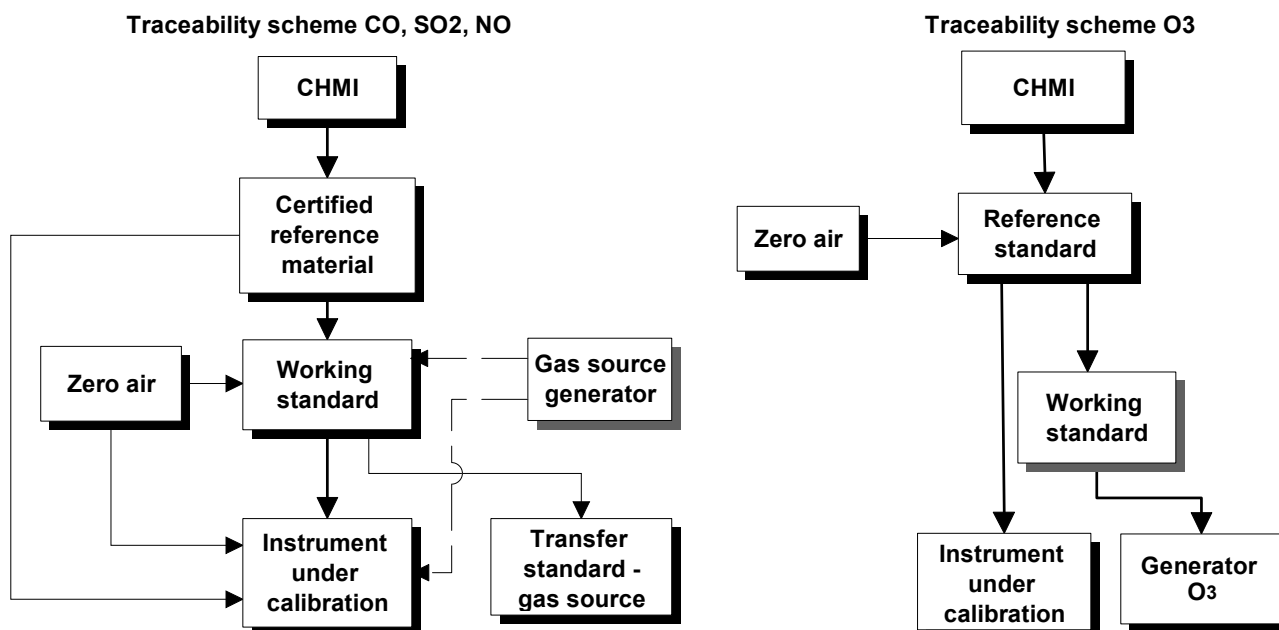 Traceability scheme CO, SO2, NO
CHMI
Certified
reference
material
Zero air
Working
standard
Gas source
generator
Instrument
under
calibration
Transfer
standard -
gas source
Traceability scheme O3
CHMI
Zero air
Reference
standard
Working
standard
Instrument
under
calibration
Generator
O3